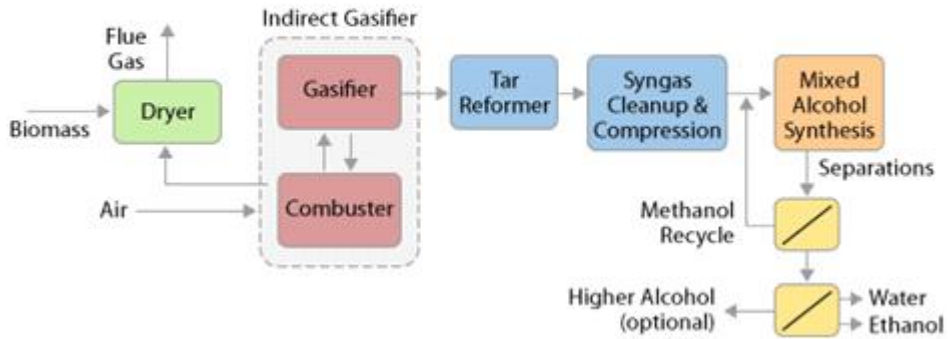 Indirect Gasifier
Flue
Gas
Biomass
Dryer
Air
Gasifier
Combuster
Tar
Reformer
Syngas
Cleanup &
Compression
Mixed
Alcohol
Synthesis
Separations
Methanol
Recycle
Higher Alcohol
(optional)
Water
Ethanol